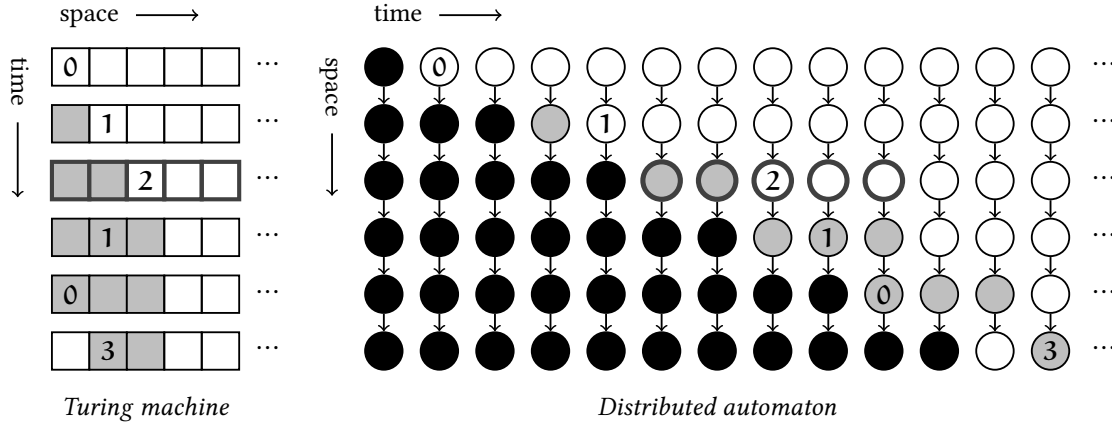 space time
time space
0 ... 0 ...
1 ... 1 ...
2 ... 2 ...
1 ... 1 ...
0 ... 0 ...
3 ... 3 ...
Turing machine Distributed automaton